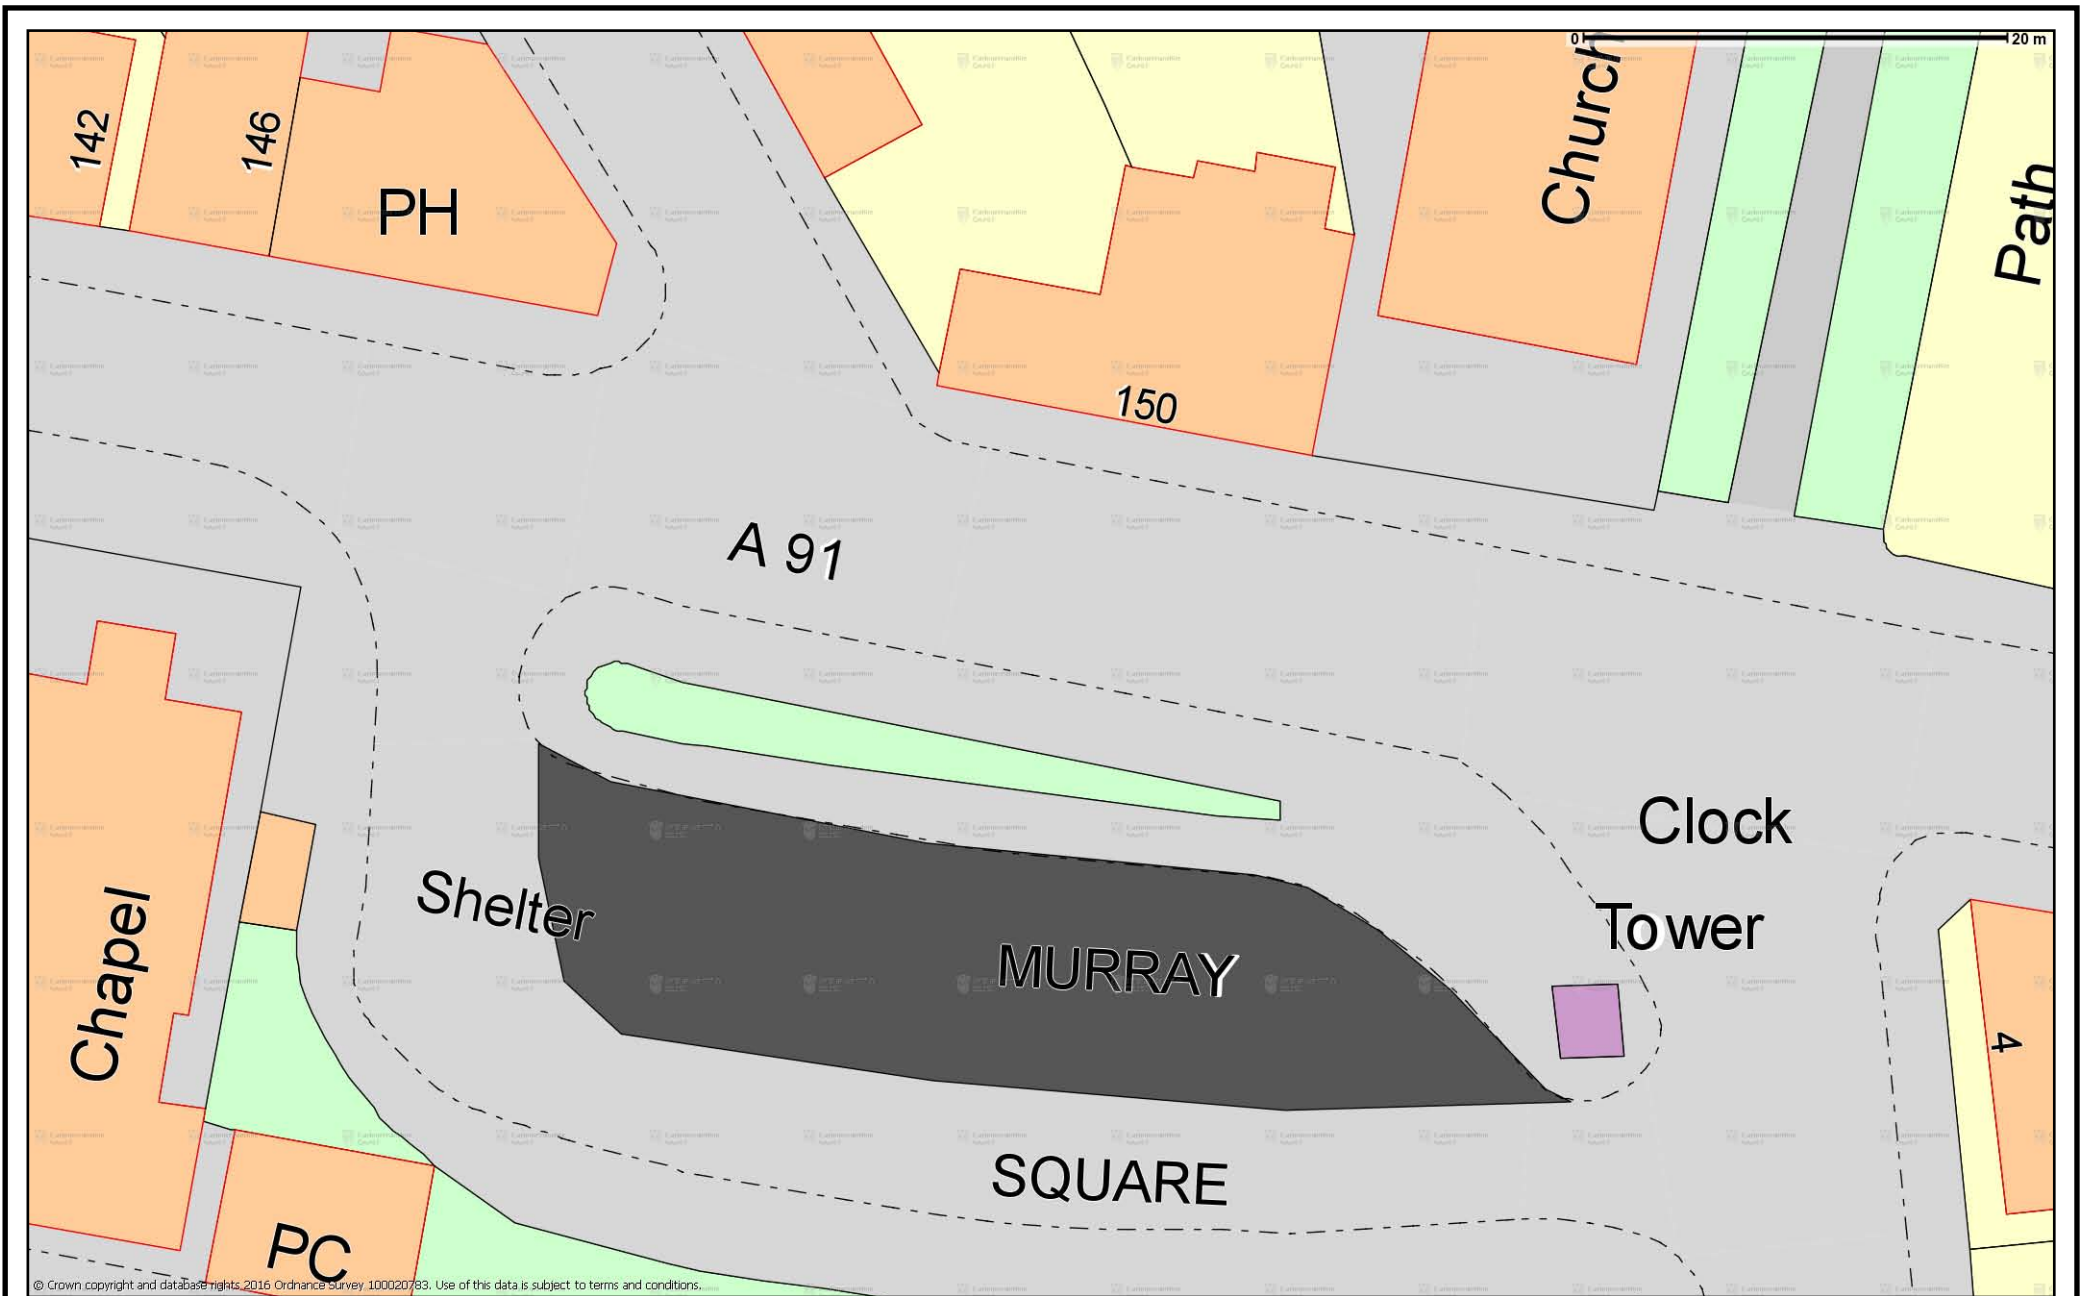 0 20 m
142
146
PH
Church
Path
150
A 91
Clock
Tower
Shelter
MURRAY
Chapel
4
SQUARE
PC
© Crown copyright and database rights 2016 Ordnance Survey 100020783. Use of this data is subject to terms and conditions.